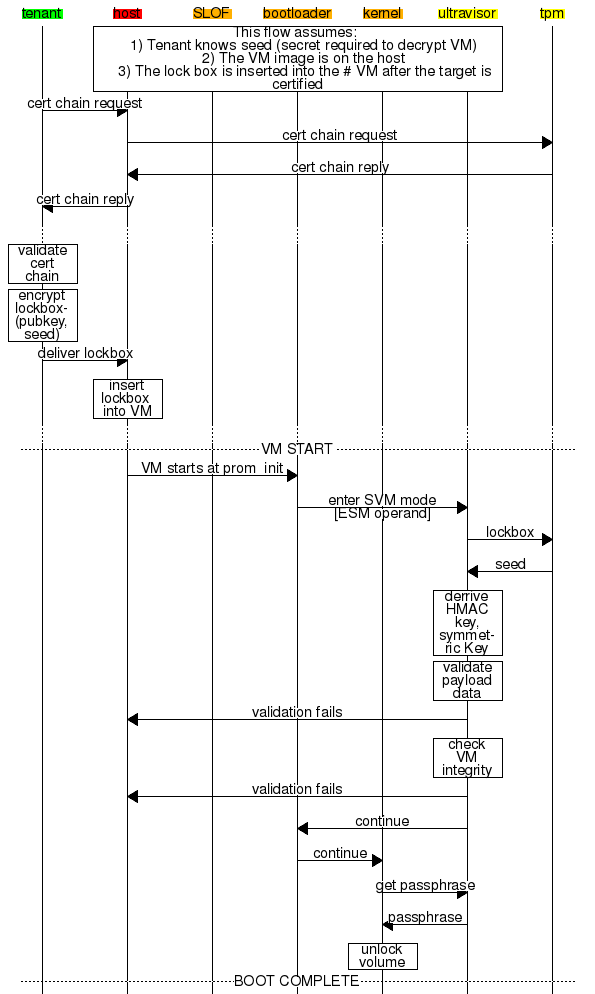 tenant host SLOF bootloader kernel ultravisor tpm
This flow assumes:
1) Tenant knows seed (secret required to decrypt VM)
2) The VM image is on the host
3) The lock box is inserted into the # VM after the target is
certified
cert chain request
cert chain request
cert chain reply
cert chain reply
validate
cert
chain
encrypt
lockbox-
(pubkey,
seed)
deliver lockbox
insert
lockbox
into VM
VM START
VM starts at prom init
enter SVM mode
[ESM operand]
lockbox
seed
derrive
HMAC
key,
symmet-
ric Key
validate
payload
data
validation fails
check
VM
integrity
validation fails
continue
continue
get passphrase
passphrase
unlock
volume
BOOT COMPLETE